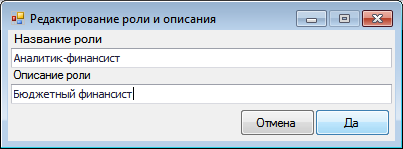 Редактирование роли и описания
Название роли
Аналитик-финансист
Описание роли
Бюджетный финансист
Отмена Да